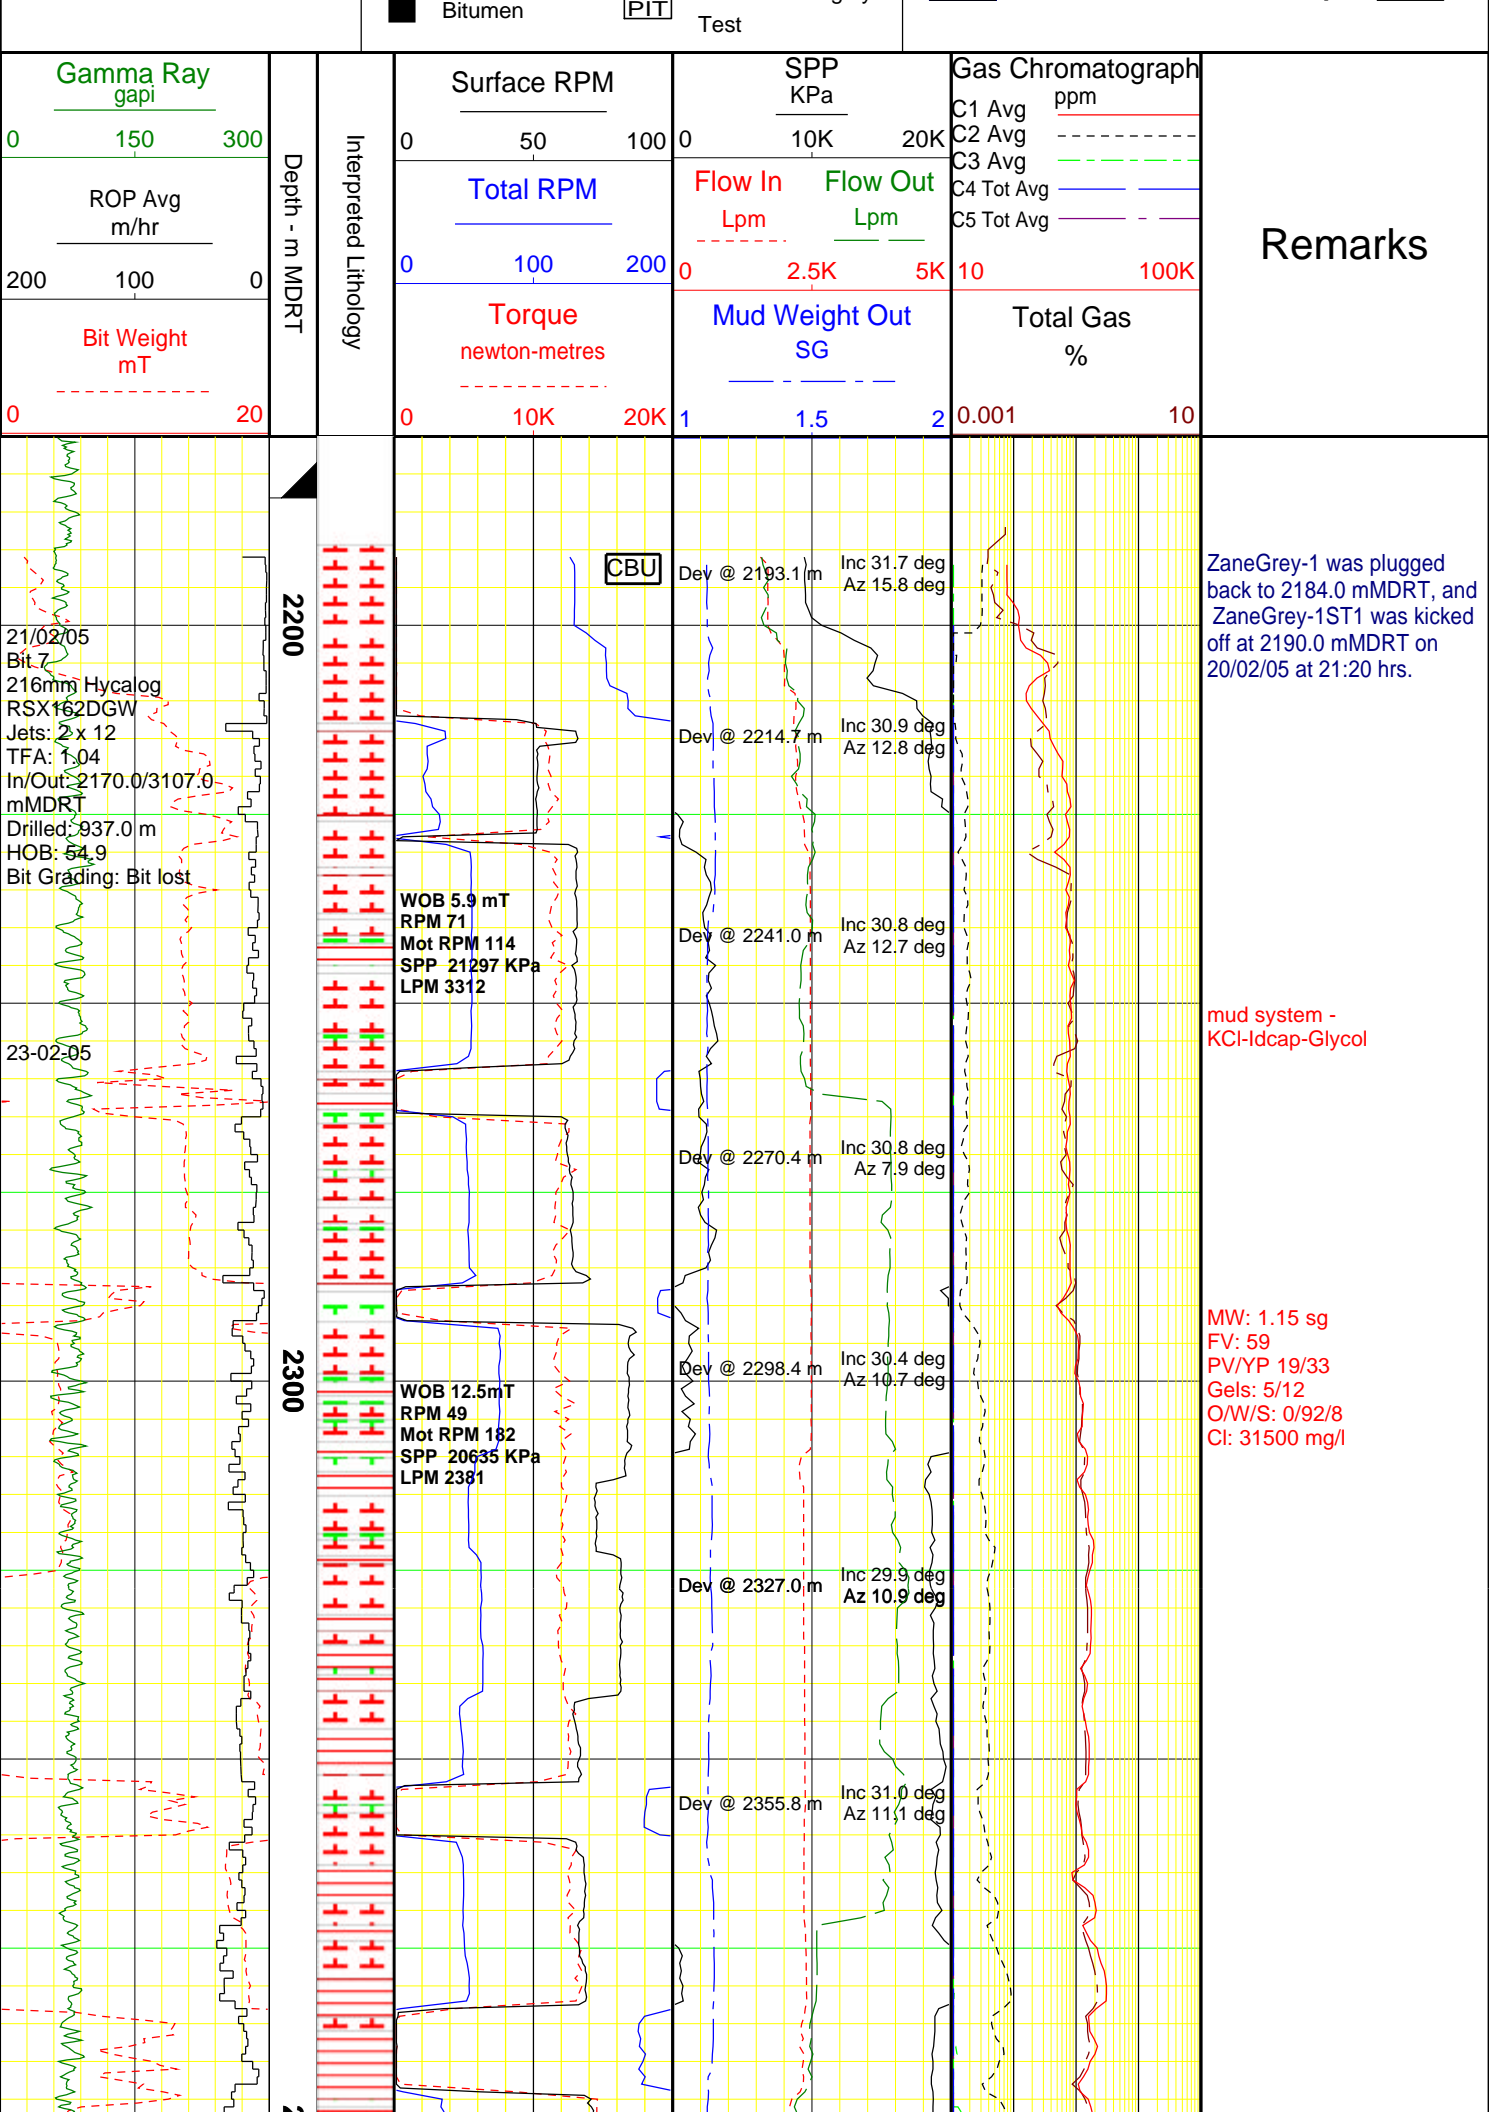 Bitumen
PIT
Test
Gamma Ray
gapi
0 150 300
ROP Avg
m/hr
200 100 0
Bit Weight
mT
0 20
Depth - m MDRT
Interpreted Lithology
Surface RPM
0 50 100
Total RPM
0 100 200
Torque
newton-metres
0 10K 20K
SPP
KPa
0 10K 20K
Flow In Flow Out
Lpm Lpm
0 2.5K 5K
Mud Weight Out
SG
1 1.5 2
Gas Chromatograph
ppm
C1 Avg
C2 Avg
C3 Avg
C4 Tot Avg
C5 Tot Avg
10 100K
Total Gas
%
0.001 10
Remarks
CBU
Dev @ 2193.1 m
Inc 31.7 deg
Az 15.8 deg
ZaneGrey-1 was plugged
back to 2184.0 mMDRT, and
ZaneGrey-1ST1 was kicked
off at 2190.0 mMDRT on
20/02/05 at 21:20 hrs.
2200
21/02/05
Bit 7
216mm Hycalog
RSX162DGW
Jets: 2 x 12
TFA: 1.04
In/Out: 2170.0/3107.0
mMDRT
Drilled: 937.0 m
HOB: 54.9
Bit Grading: Bit lost
Dev @ 2214.7 m
Inc 30.9 deg
Az 12.8 deg
WOB 5.9 mT
RPM 71
Mot RPM 114
SPP 21297 KPa
LPM 3312
Dev @ 2241.0 m
Inc 30.8 deg
Az 12.7 deg
mud system -
KCl-Idcap-Glycol
23-02-05
Dev @ 2270.4 m
Inc 30.8 deg
Az 7.9 deg
MW: 1.15 sg
FV: 59
PV/YP 19/33
Gels: 5/12
O/W/S: 0/92/8
Cl: 31500 mg/l
2300
Dev @ 2298.4 m
Inc 30.4 deg
Az 10.7 deg
WOB 12.5mT
RPM 49
Mot RPM 182
SPP 20635 KPa
LPM 2381
Dev @ 2327.0 m
Inc 29.9 deg
Az 10.9 deg
Dev @ 2355.8 m
Inc 31.0 deg
Az 11.1 deg